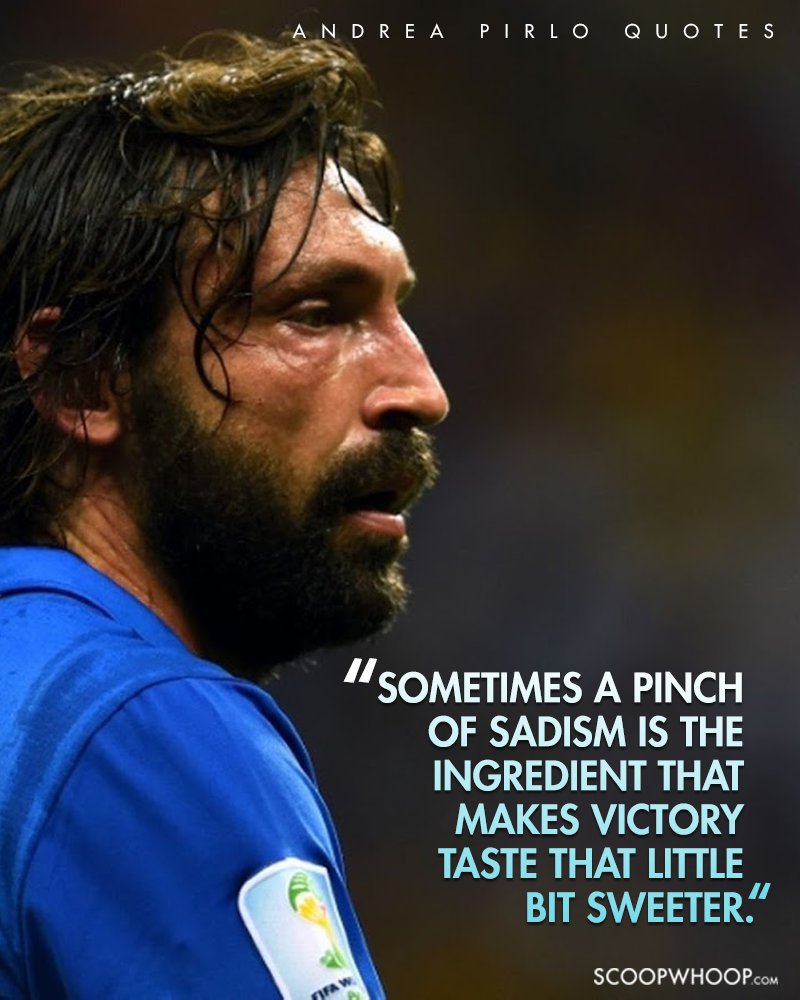 ANDREA PIRLO QUOTES
"SOMETIMES A PINCH
OF SADISM IS THE
INGREDIENT THAT
MAKES VICTORY
TASTE THAT LITTLE
BIT SWEETER."
FIFA W
SCOOPWHOOP.COM